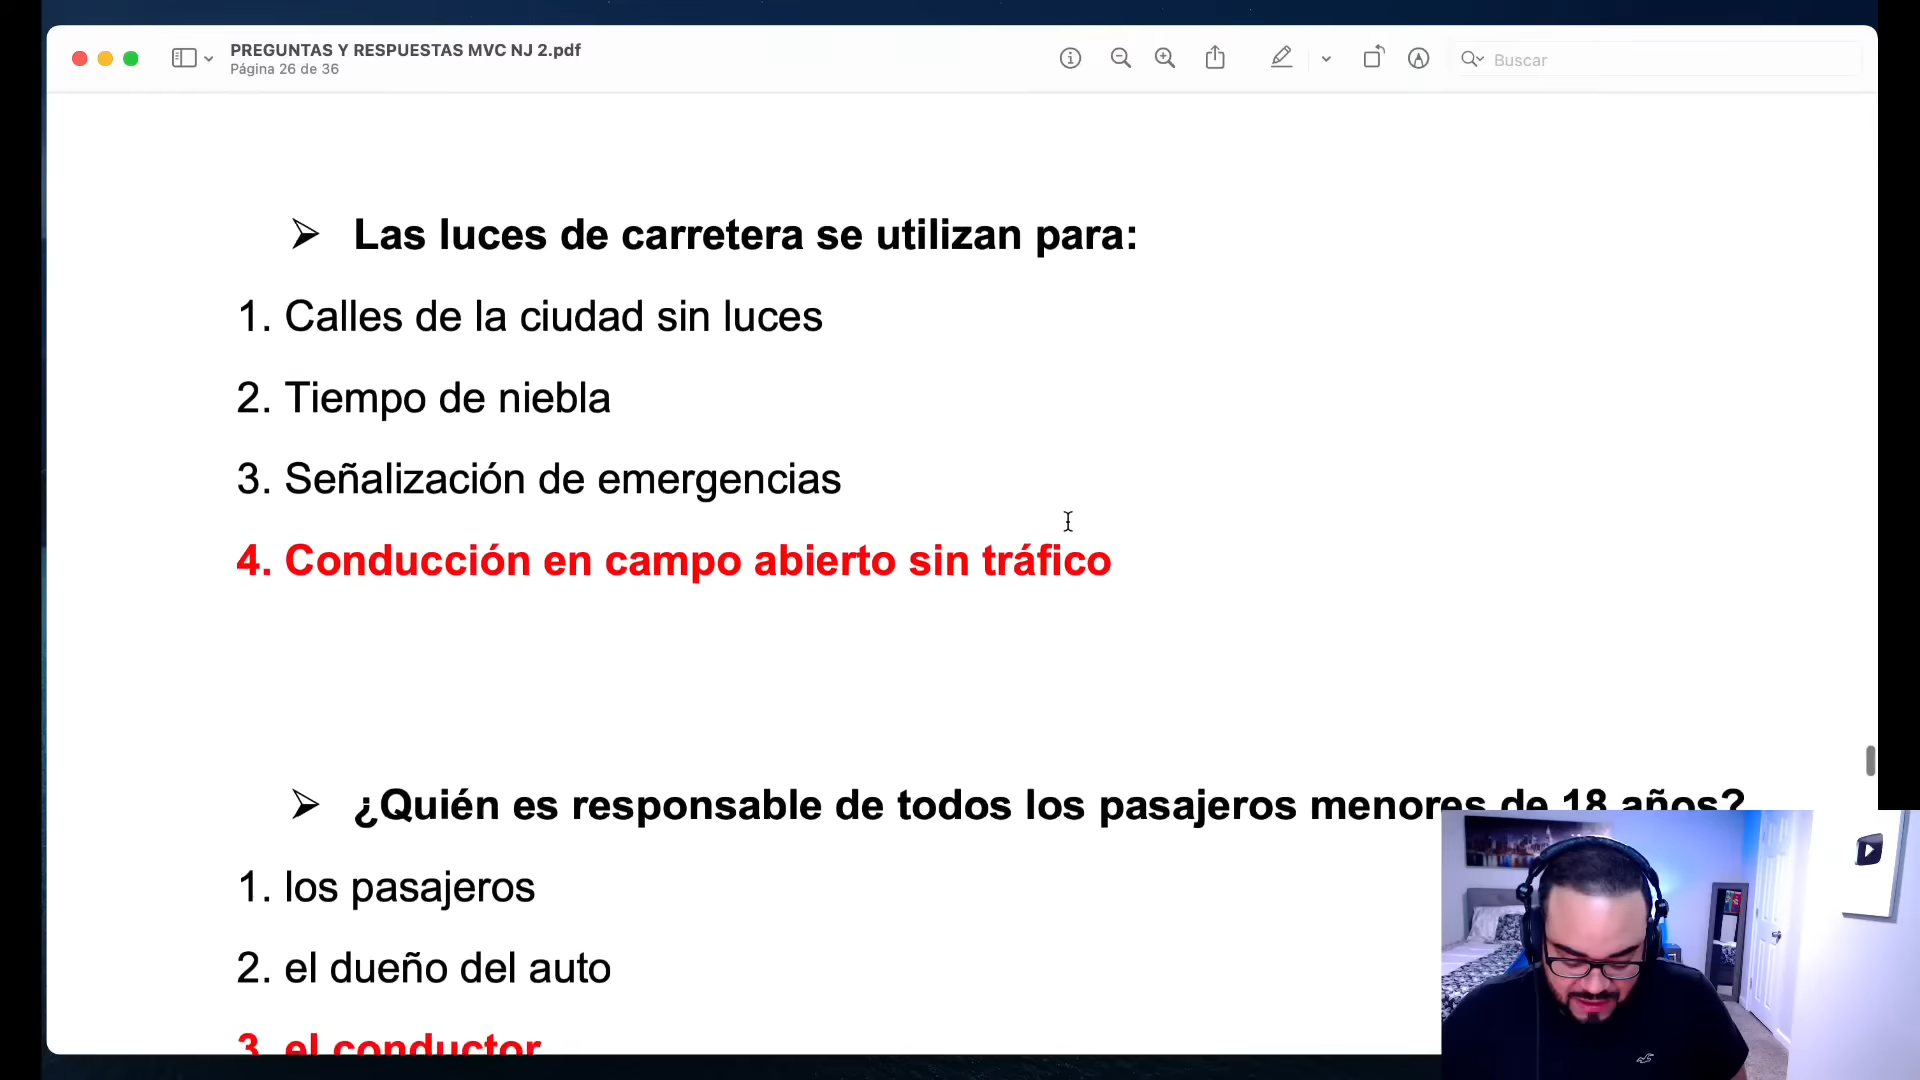 PREGUNTAS Y RESPUESTAS MVC NJ 2.pdf
Página 26 de 36
Buscar
➢ Las luces de carretera se utilizan para:
1. Calles de la ciudad sin luces
2. Tiempo de niebla
3. Señalización de emergencias
4. Conducción en campo abierto sin tráfico
➢ ¿Quién es responsable de todos los pasajeros menores de 18 años?
1. los pasajeros
2. el dueño del auto
3. el conductor